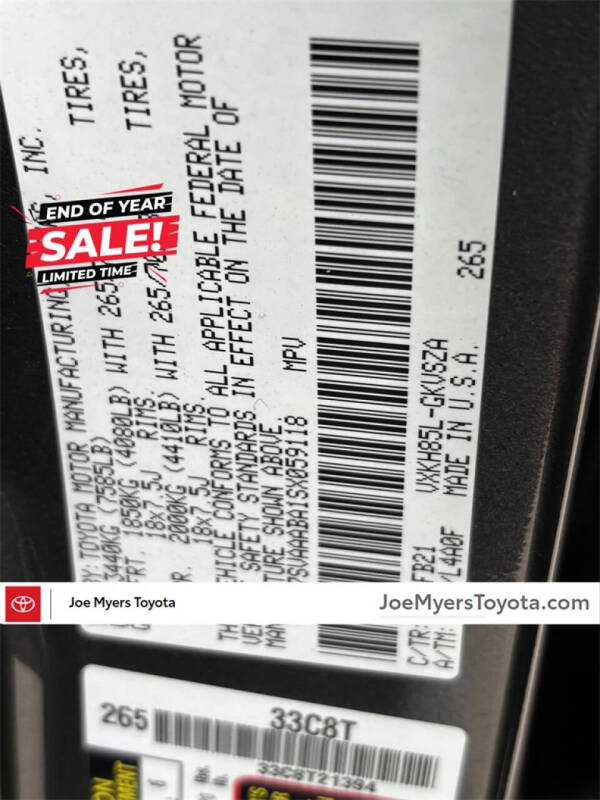 INC.
TIRES,
TIRES,
BY: TOYOTA MOTOR MANUFACTURING
3440KG (7585LB)
FRT. 1850KG (4080LB) WITH 265
18x7.5J RIMS,
R. 2000KG (4410LB) WITH 265/
18x7.5J RIMS.
CONFORMS TO ALL APPLICABLE FEDERAL MOTOR
SAFETY STANDARDS IN EFFECT ON THE DATE OF
SHOWN ABOVE.
7SVAAABA1SX059118 MPV
C/TR: FB21 VXKH85L-GKVSZA 265
A/TM: /L4A0F MADE IN U.S.A.
END OF YEAR
SALE!
LIMITED TIME
Joe Myers Toyota
JoeMyersToyota.com
265 33C8T
33C8T21394